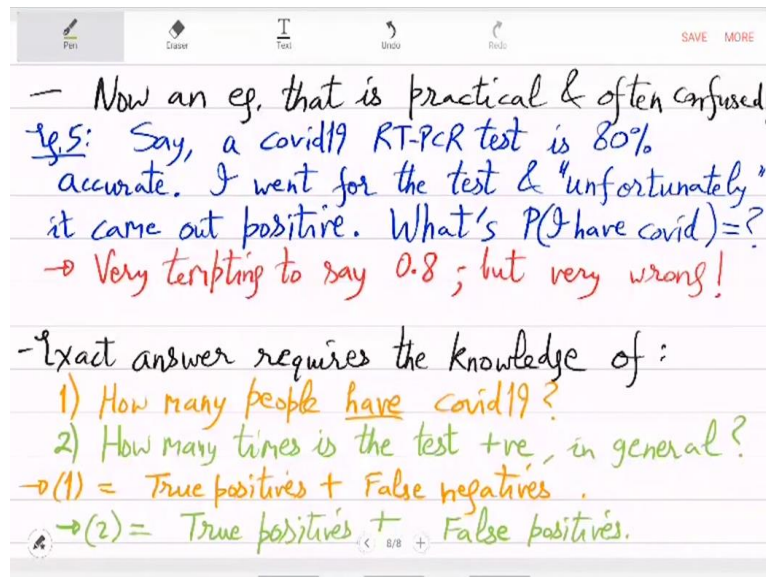 Pen Eraser Text Undo Redo SAVE MORE
— Now an eg. that is practical & often confused
Eg.5: Say, a covid19 RT-PCR test is 80%
accurate. I went for the test & "unfortunately"
it came out positive. What's P(I have covid)=?
→ Very tempting to say 0.8 ; but very wrong!
-Exact answer requires the knowledge of :
1) How many people have covid19 ?
2) How many times is the test +ve, in general?
→(1) = True positives + False negatives .
→(2) = True positives + False positives.
< 8/8 +